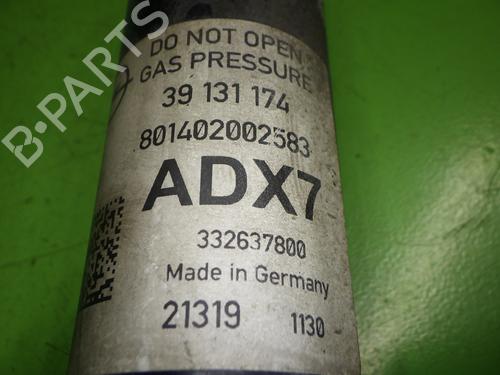 DO NOT OPEN
GAS PRESSURE
39 131 174
801402002583
ADX7
332637800
Made in Germany
21319 1130
B-PARTS